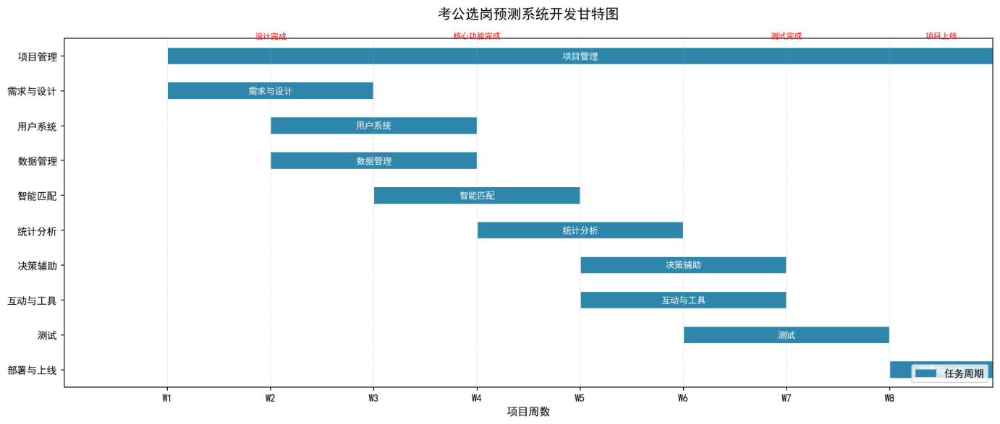 考公选岗预测系统开发甘特图
设计完成 核心功能完成 测试完成 项目上线
项目管理 项目管理
需求与设计 需求与设计
用户系统 用户系统
数据管理 数据管理
智能匹配 智能匹配
统计分析 统计分析
决策辅助 决策辅助
互动与工具 互动与工具
测试 测试
部署与上线
任务周期
W1 W2 W3 W4 W5 W6 W7 W8
项目周数